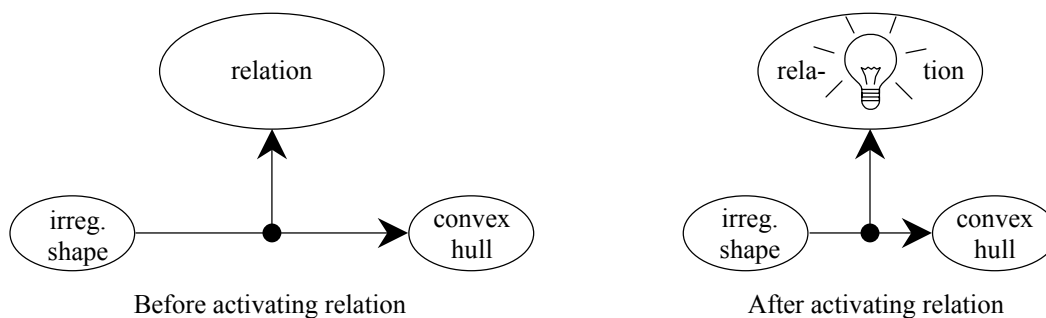 relation
irreg.
shape
convex
hull
Before activating relation
rela- tion
irreg.
shape
convex
hull
After activating relation